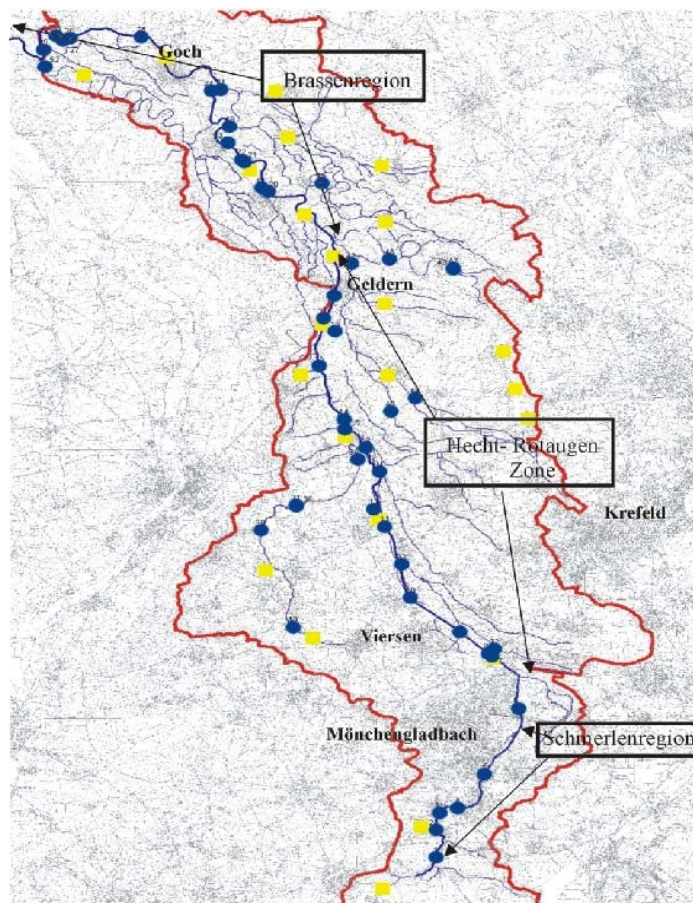 Goch
Brassenregion
Geldern
Hecht- Rotaugen
Zone
Krefeld
Viersen
Mönchengladbach
Schmerlenregion